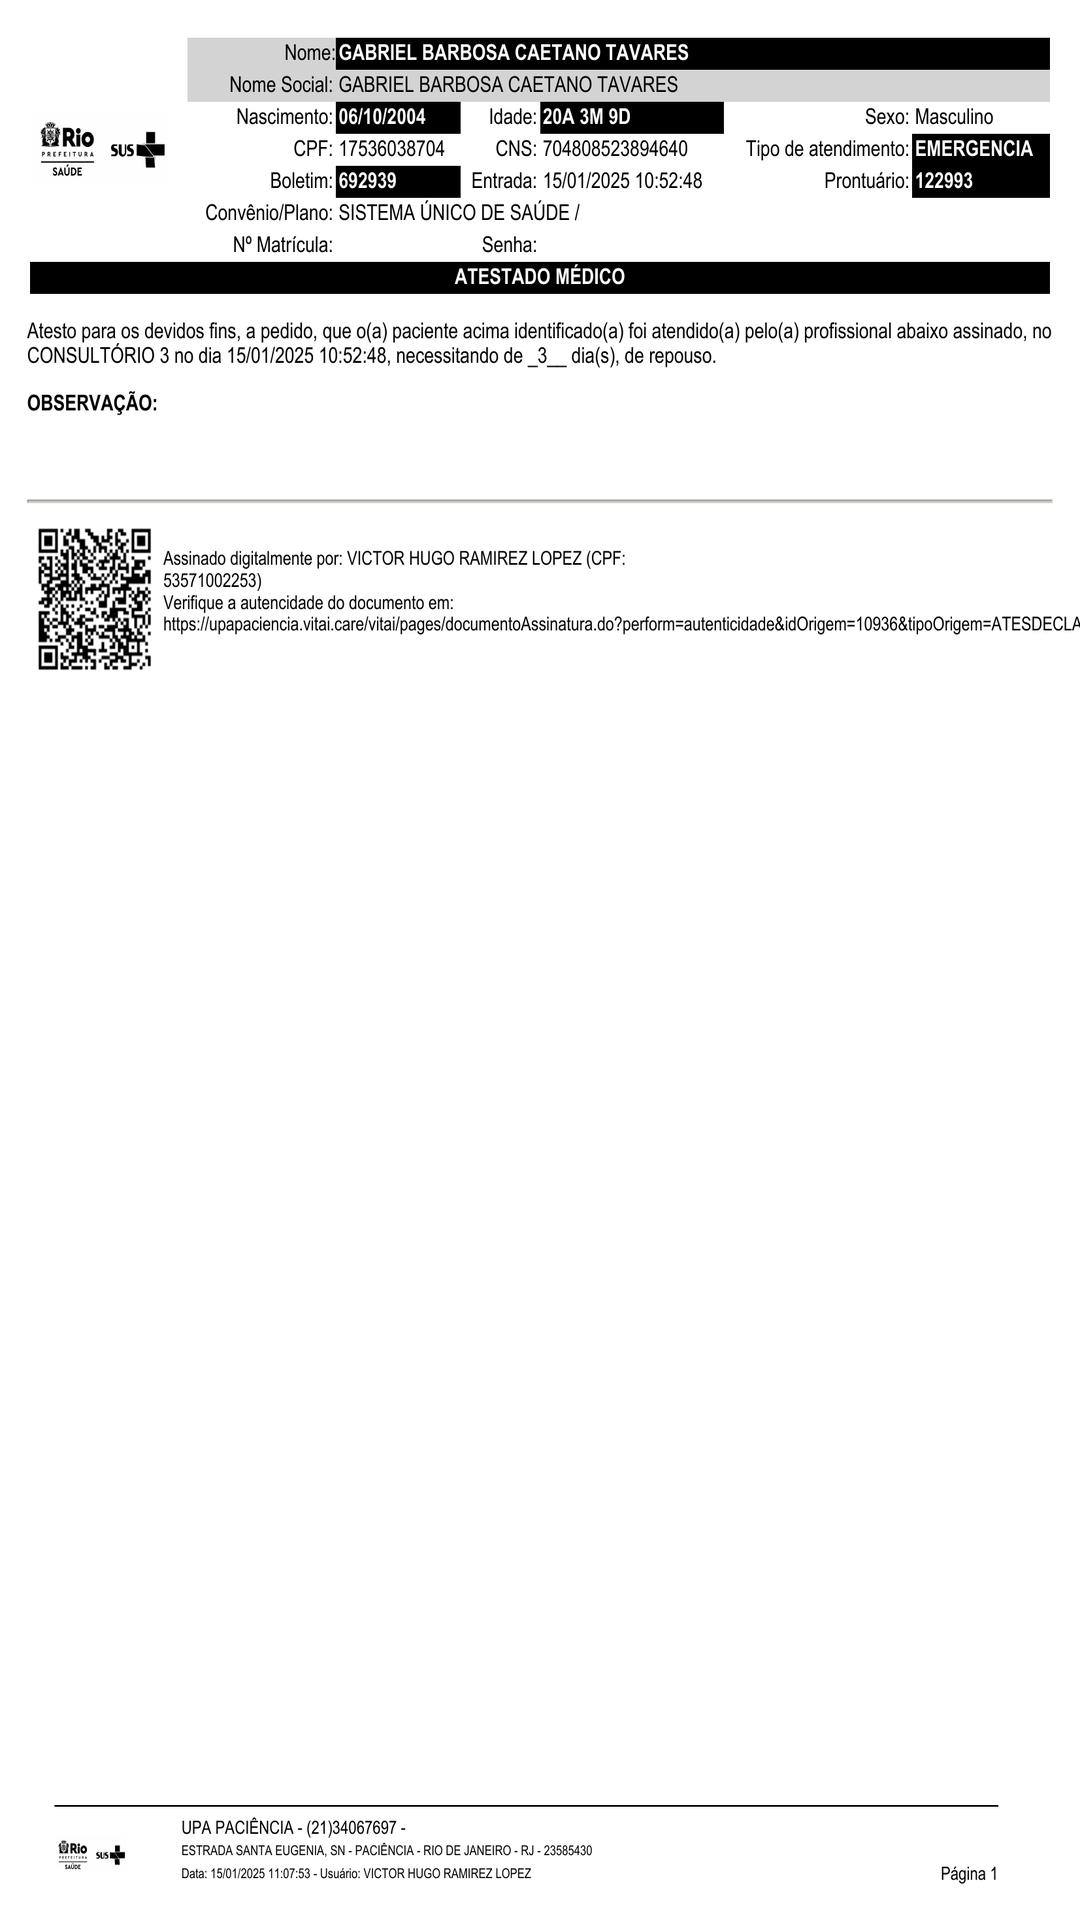 Nome: GABRIEL BARBOSA CAETANO TAVARES
Nome Social: GABRIEL BARBOSA CAETANO TAVARES
Nascimento: 06/10/2004 Idade: 20A 3M 9D Sexo: Masculino
Rio
PREFEITURA
SAÚDE
SUS
CPF: 17536038704 CNS: 704808523894640 Tipo de atendimento: EMERGENCIA
Boletim: 692939 Entrada: 15/01/2025 10:52:48 Prontuário: 122993
Convênio/Plano: SISTEMA ÚNICO DE SAÚDE /
Nº Matrícula: Senha:
ATESTADO MÉDICO
Atesto para os devidos fins, a pedido, que o(a) paciente acima identificado(a) foi atendido(a) pelo(a) profissional abaixo assinado, no
CONSULTÓRIO 3 no dia 15/01/2025 10:52:48, necessitando de _3__ dia(s), de repouso.
OBSERVAÇÃO:
Assinado digitalmente por: VICTOR HUGO RAMIREZ LOPEZ (CPF:
53571002253)
Verifique a autencidade do documento em:
https://upapaciencia.vitai.care/vitai/pages/documentoAssinatura.do?perform=autenticidade&idOrigem=10936&tipoOrigem=ATESDECLA
UPA PACIÊNCIA - (21)34067697 -
Rio
PREFEITURA
SAÚDE
SUS
ESTRADA SANTA EUGENIA, SN - PACIÊNCIA - RIO DE JANEIRO - RJ - 23585430
Data: 15/01/2025 11:07:53 - Usuário: VICTOR HUGO RAMIREZ LOPEZ
Página 1